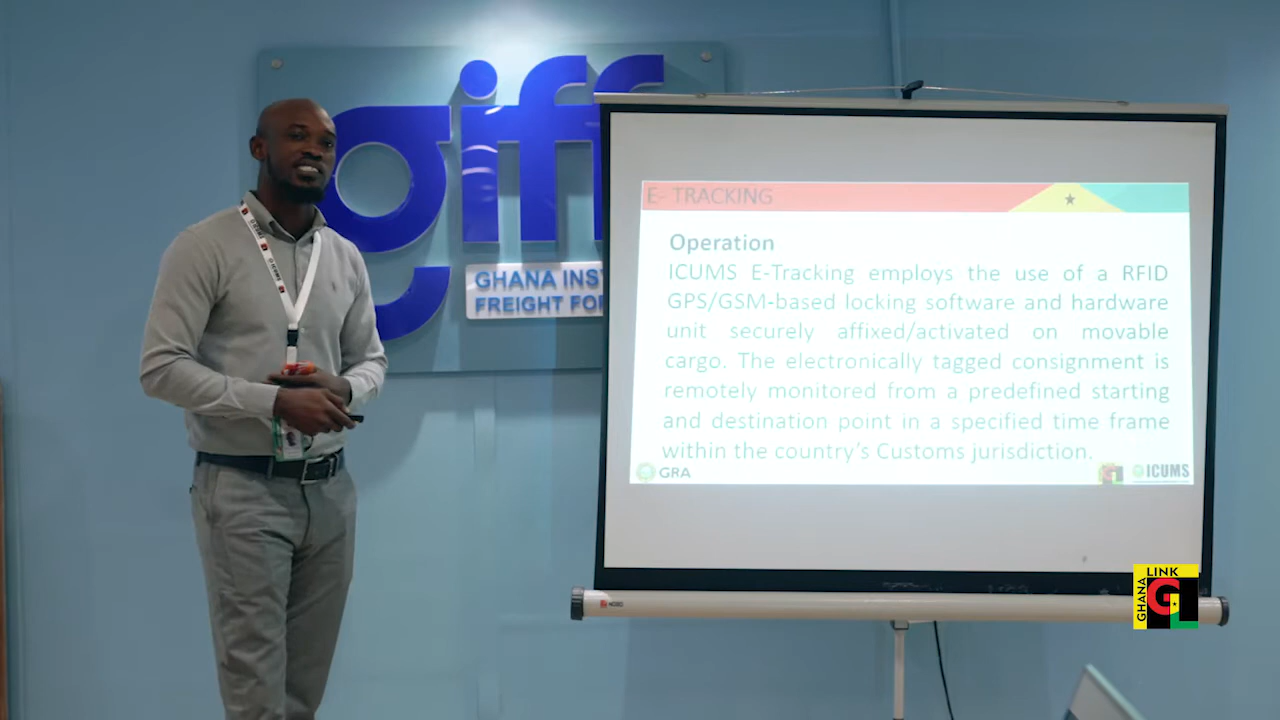 giff
GHANA INS
FREIGHT FOR
E- TRACKING
Operation
ICUMS E-Tracking employs the use of a RFID
GPS/GSM-based locking software and hardware
unit securely affixed/activated on movable
cargo. The electronically tagged consignment is
remotely monitored from a predefined starting
and destination point in a specified time frame
within the country's Customs jurisdiction.
GRA
ICUMS
GHANA
LINK
GL